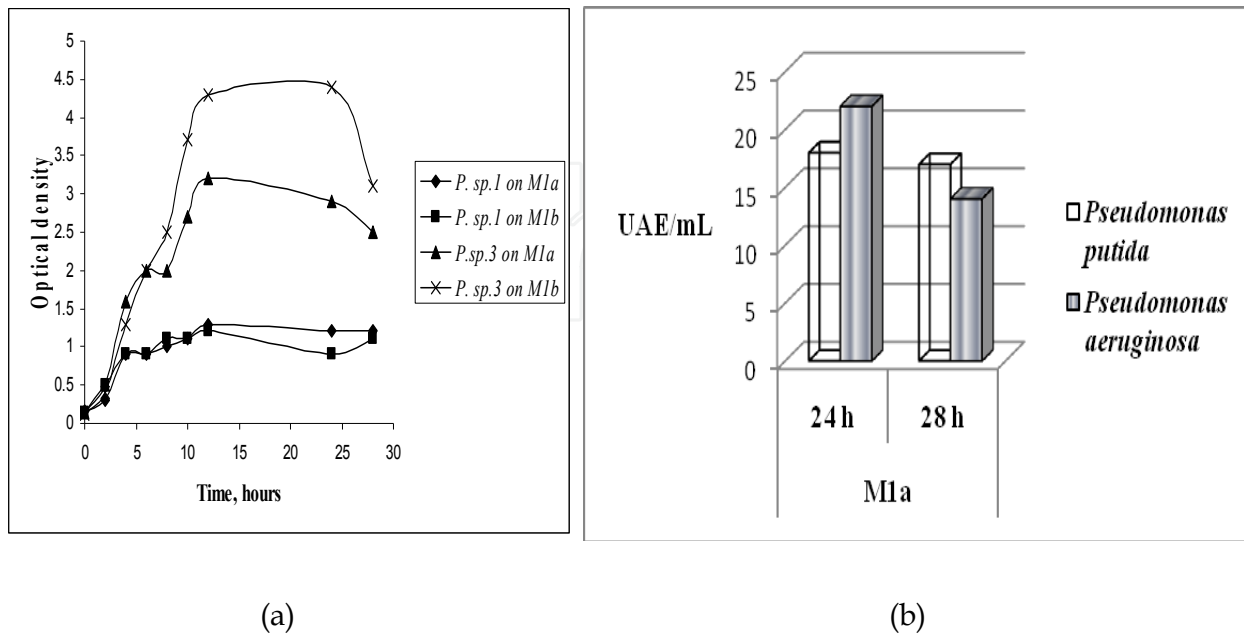 5
4.5
4
3.5
3
2.5
2
1.5
1
0.5
0
Optical density
0 5 10 15 20 25 30
Time, hours
P. sp.1 on M1a
P. sp.1 on M1b
P.sp.3 on M1a
P. sp.3 on M1b
(a)
25
20
15
10
5
0
UAE/mL
24 h 28 h
M1a
Pseudomonas
putida
Pseudomonas
aeruginosa
(b)